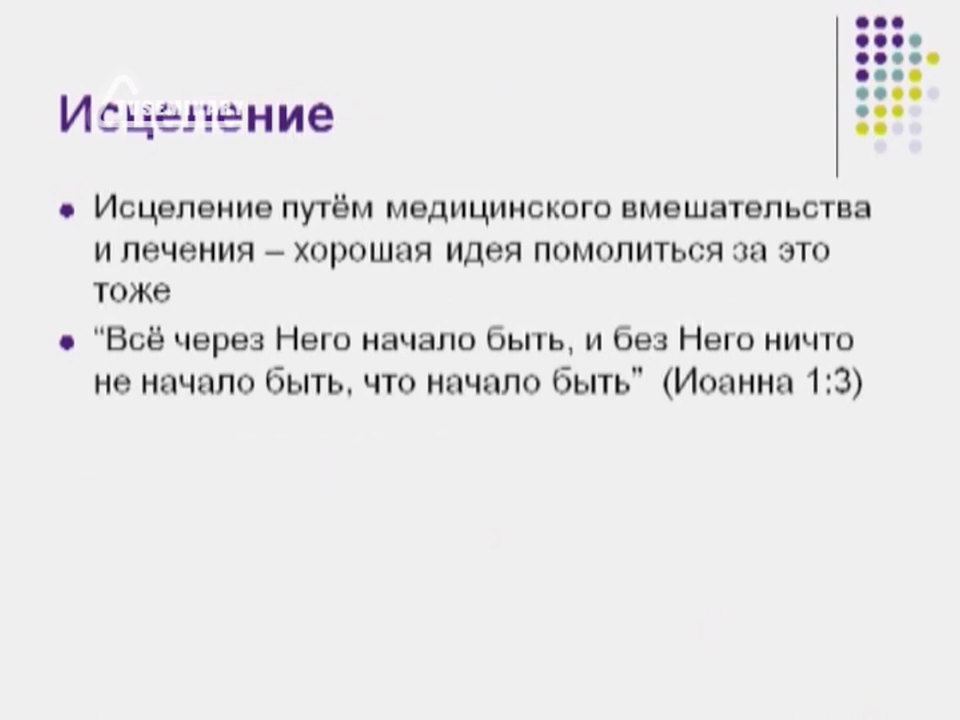 Исцеление
Исцеление путём медицинского вмешательства
и лечения – хорошая идея помолиться за это
тоже
“Всё через Него начало быть, и без Него ничто
не начало быть, что начало быть” (Иоанна 1:3)